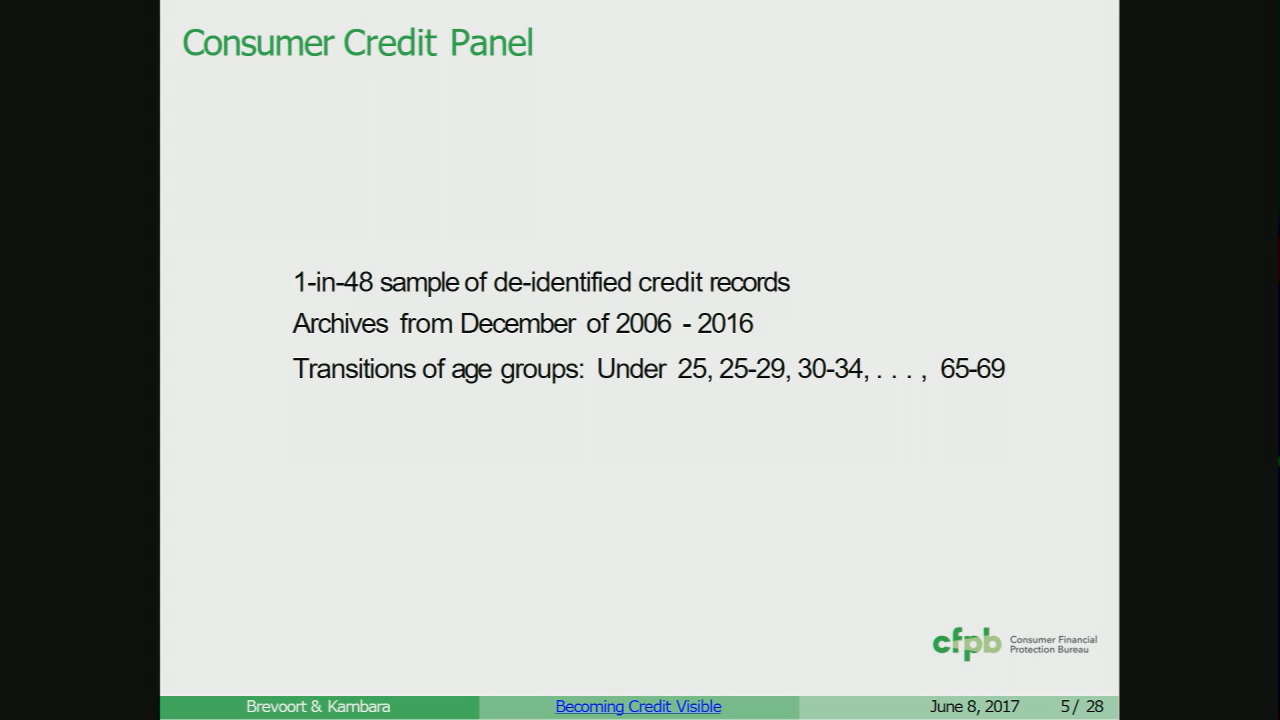 Consumer Credit Panel
1-in-48 sample of de-identified credit records
Archives from December of 2006 - 2016
Transitions of age groups: Under 25, 25-29, 30-34, . . . , 65-69
cfpb Consumer Financial
Protection Bureau
Brevoort & Kambara Becoming Credit Visible June 8, 2017 5 / 28